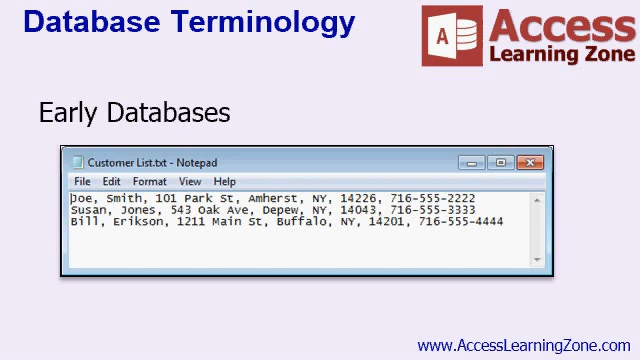 Database Terminology
A
Access
Learning Zone
Early Databases
Customer List.txt - Notepad
File Edit Format View Help
Joe, Smith, 101 Park St, Amherst, NY, 14226, 716-555-2222
Susan, Jones, 543 Oak Ave, Depew, NY, 14043, 716-555-3333
Bill, Erikson, 1211 Main St, Buffalo, NY, 14201, 716-555-4444
www.AccessLearningZone.com